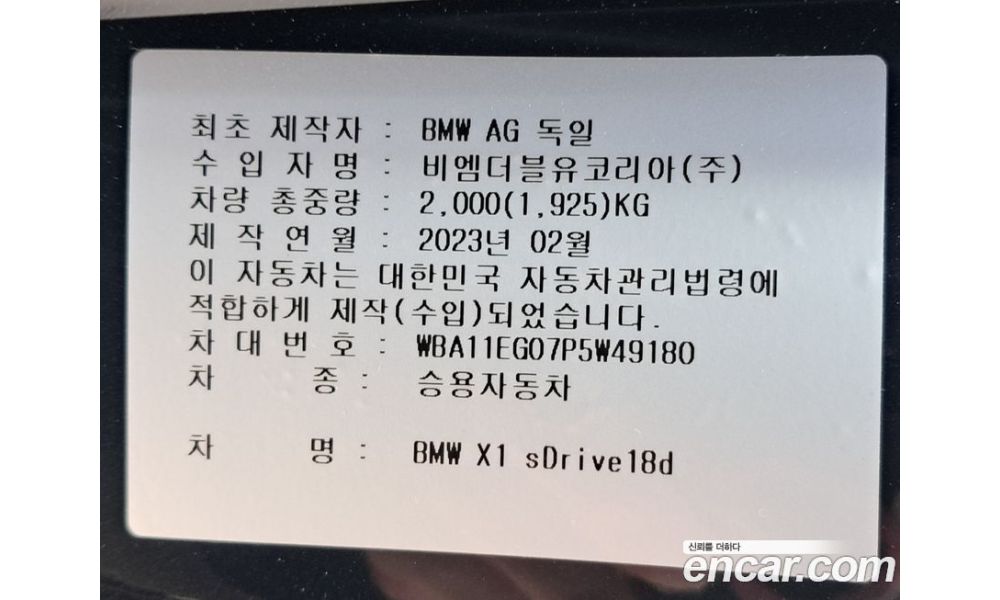 최초 제작자 : BMW AG 독일
수 입 자 명 : 비엠더블유코리아(주)
차량 총중량 : 2,000(1,925)KG
제 작 연 월 : 2023년 02월
이 자동차는 대한민국 자동차관리법령에
적합하게 제작(수입)되었습니다.
차 대 번 호 : WBA11EG07P5W49180
차 종 : 승용자동차
차 명 : BMW X1 sDrive18d
신뢰를 더하다
encar.com